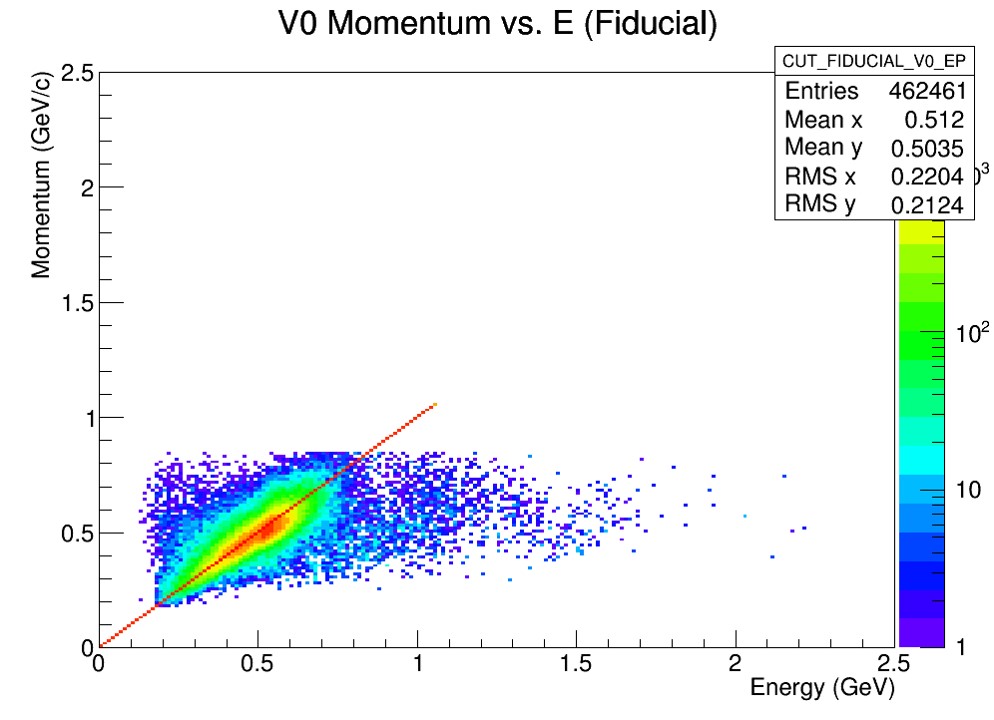 V0 Momentum vs. E (Fiducial)
CUT_FIDUCIAL_V0_EP
Entries 462461
Mean x 0.512
Mean y 0.5035
RMS x 0.2204
RMS y 0.2124
Momentum (GeV/c)
2.5
2
1.5
1
0.5
0
0 0.5 1 1.5 2 2.5
Energy (GeV)
10²
10
1